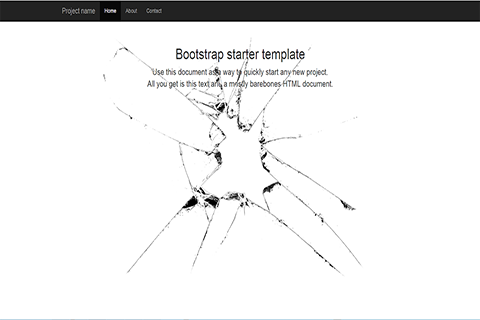 Project name Home About Contact
Bootstrap starter template
Use this document as a way to quickly start any new project.
All you get is this text and a mostly barebones HTML document.